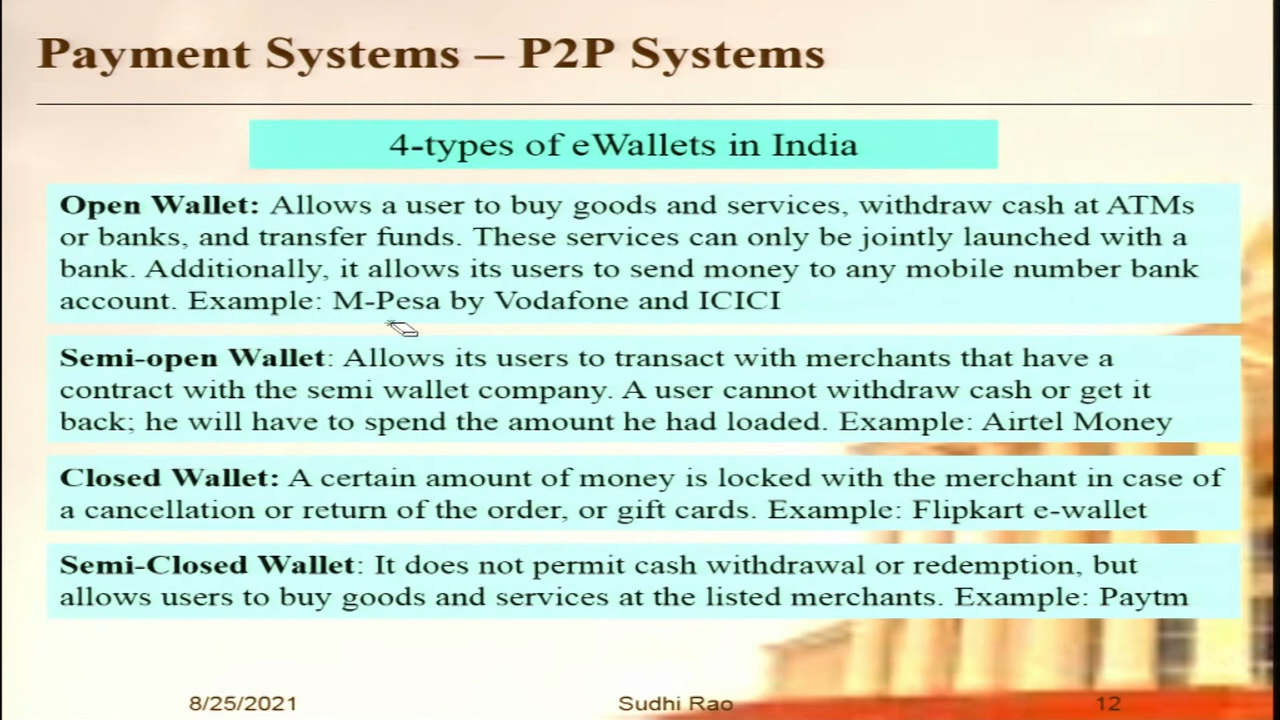 Payment Systems – P2P Systems
4-types of eWallets in India
Open Wallet: Allows a user to buy goods and services, withdraw cash at ATMs
or banks, and transfer funds. These services can only be jointly launched with a
bank. Additionally, it allows its users to send money to any mobile number bank
account. Example: M-Pesa by Vodafone and ICICI
Semi-open Wallet: Allows its users to transact with merchants that have a
contract with the semi wallet company. A user cannot withdraw cash or get it
back; he will have to spend the amount he had loaded. Example: Airtel Money
Closed Wallet: A certain amount of money is locked with the merchant in case of
a cancellation or return of the order, or gift cards. Example: Flipkart e-wallet
Semi-Closed Wallet: It does not permit cash withdrawal or redemption, but
allows users to buy goods and services at the listed merchants. Example: Paytm
8/25/2021 Sudhi Rao 12